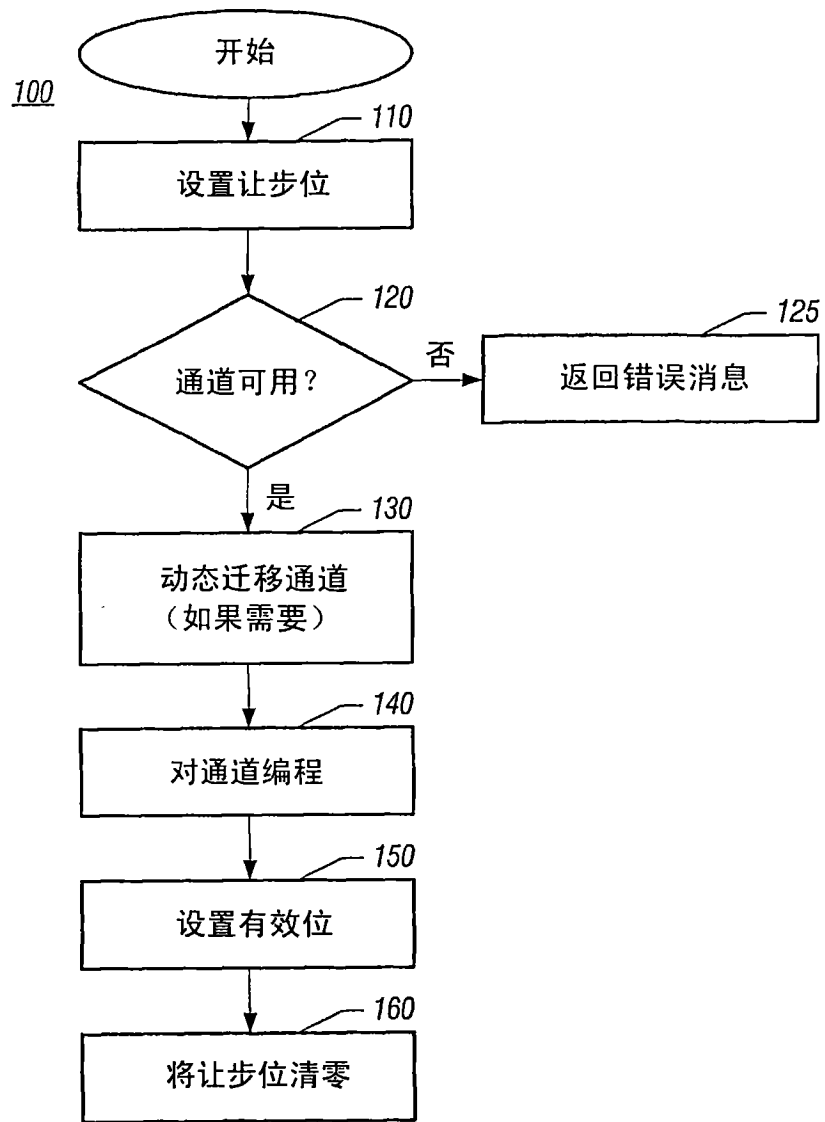 开始
100
110
设置让步位
120
通道可用？
否
125
返回错误消息
是
130
动态迁移通道
（如果需要）
140
对通道编程
150
设置有效位
160
将让步位清零